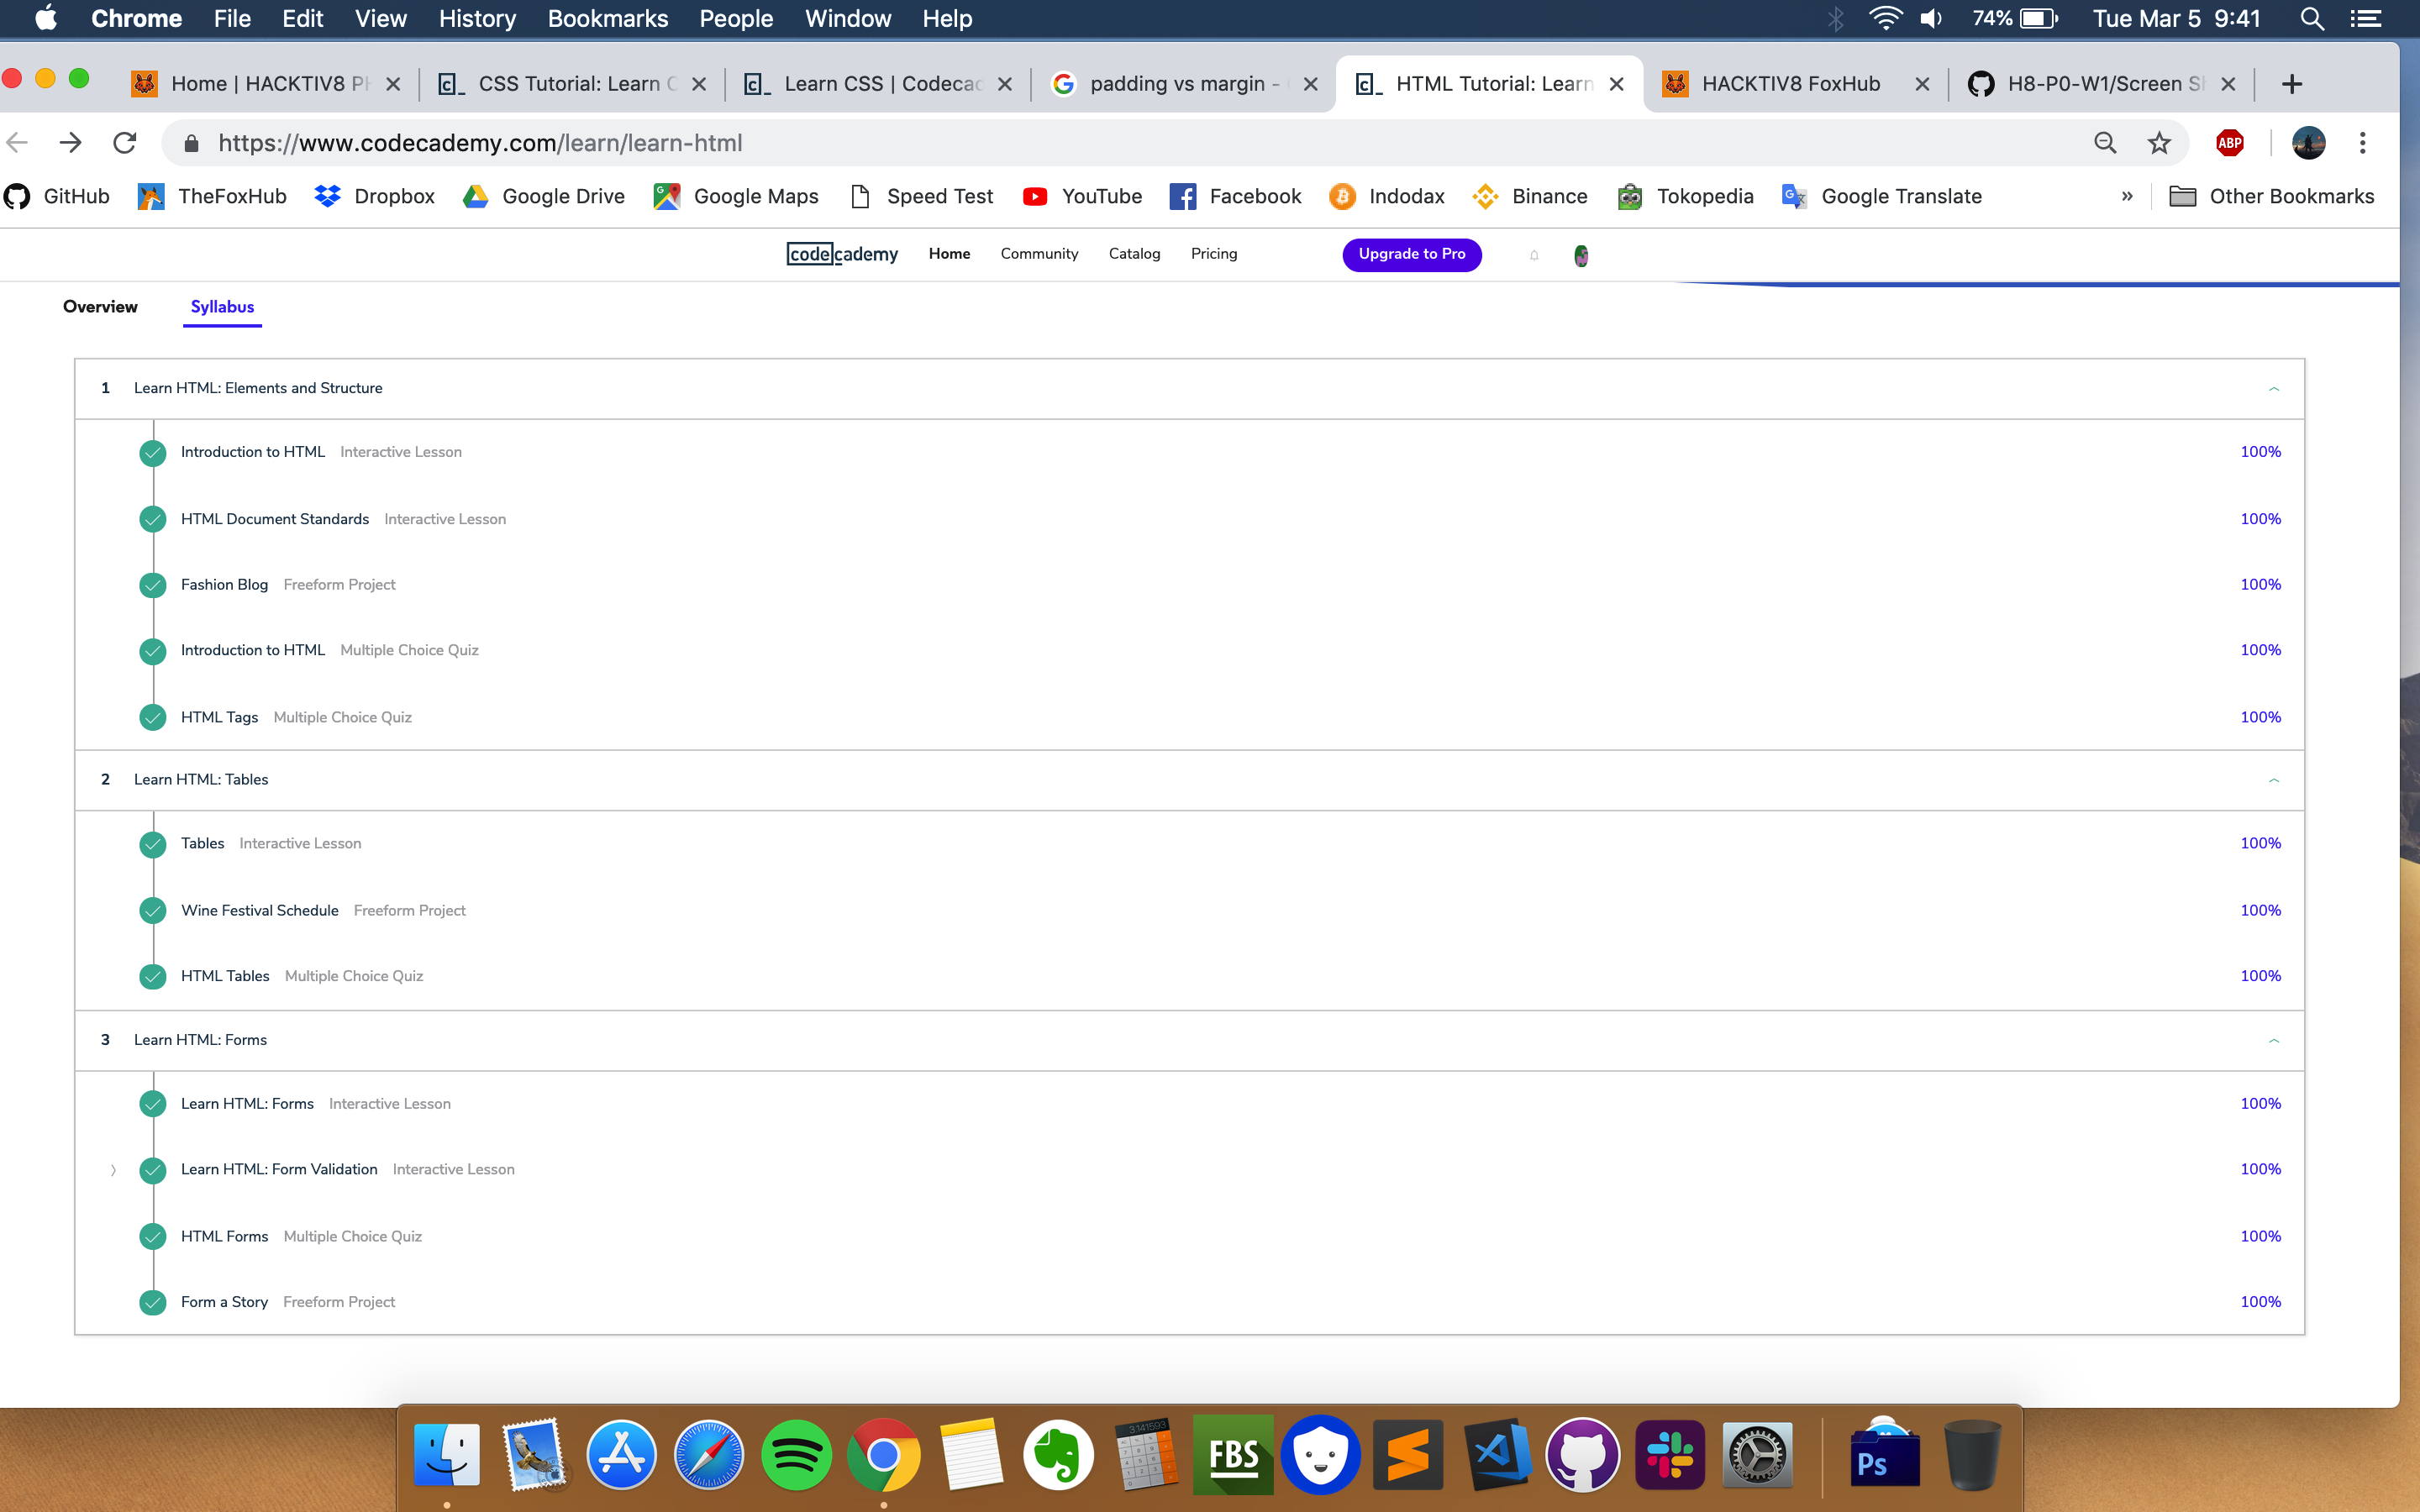 Chrome File Edit View History Bookmarks People Window Help 74% Tue Mar 5 9:41
Home | HACKTIV8 CSS Tutorial: Learn Learn CSS | padding vs margin - HTML Tutorial: Learn HACKTIV8 FoxHub H8-P0-W1/Screen
https://www.codecademy.com/learn/learn-html ABP
GitHub TheFoxHub Dropbox Google Drive Google Maps Speed Test YouTube Facebook Indodax Binance Tokopedia Google Translate » Other Bookmarks
codecademy Home Community Catalog Pricing Upgrade to Pro
Overview Syllabus
1 Learn HTML: Elements and Structure
Introduction to HTML Interactive Lesson 100%
HTML Document Standards Interactive Lesson 100%
Fashion Blog Freeform Project 100%
Introduction to HTML Multiple Choice Quiz 100%
HTML Tags Multiple Choice Quiz 100%
2 Learn HTML: Tables
Tables Interactive Lesson 100%
Wine Festival Schedule Freeform Project 100%
HTML Tables Multiple Choice Quiz 100%
3 Learn HTML: Forms
Learn HTML: Forms Interactive Lesson 100%
Learn HTML: Form Validation Interactive Lesson 100%
HTML Forms Multiple Choice Quiz 100%
Form a Story Freeform Project 100%
3.141593 FBS Ps